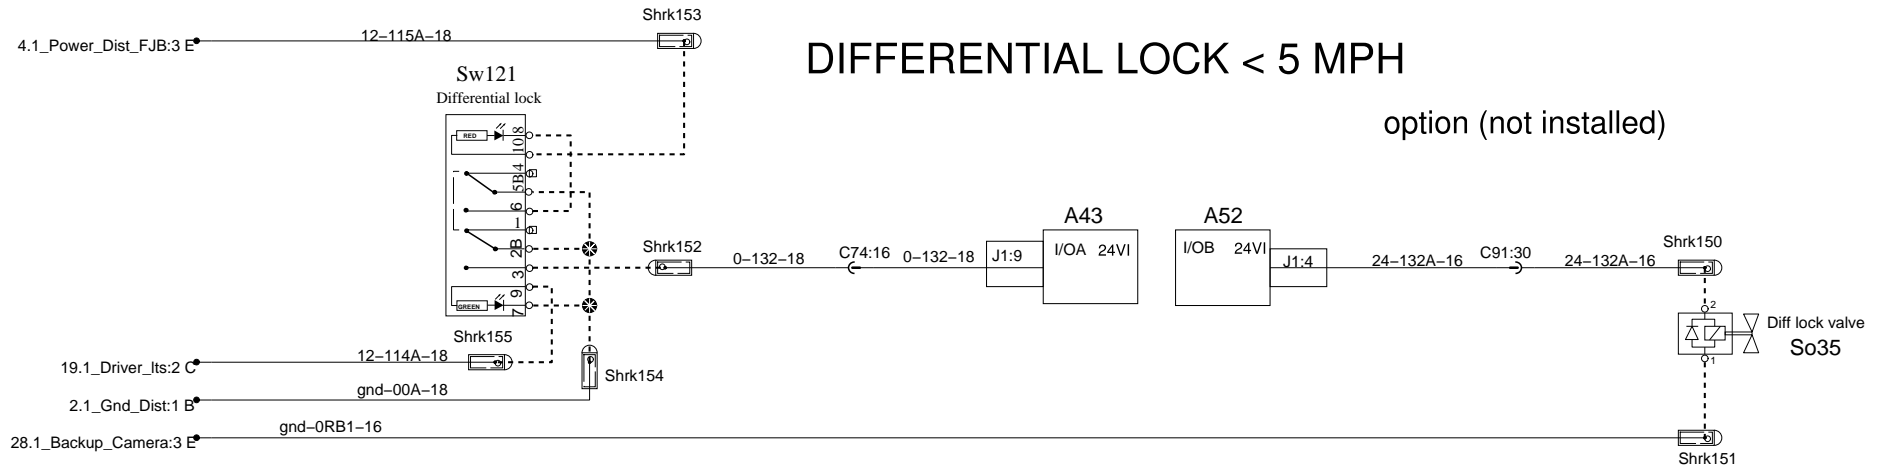 Shrk153
4.1_Power_Dist_FJB:3 E
12-115A-18
DIFFERENTIAL LOCK < 5 MPH
option (not installed)
Sw121
Differential lock
RED
8
10
4
5B
6
1
2B
3
9
7
GREEN
Shrk152
0-132-18
C74:16
0-132-18
J1:9
A43
I/OA 24VI
A52
I/OB 24VI
J1:4
24-132A-16
C91:30
24-132A-16
Shrk150
2
Diff lock valve
So35
1
Shrk155
19.1_Driver_lts:2 C
12-114A-18
Shrk154
2.1_Gnd_Dist:1 B
gnd-00A-18
28.1_Backup_Camera:3 E
gnd-0RB1-16
Shrk151